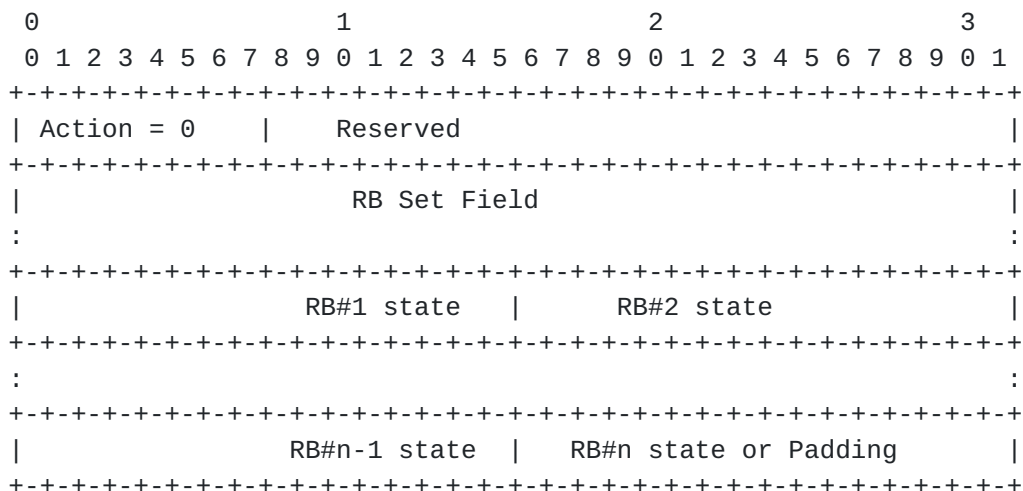 0                   1                   2                   3
 0 1 2 3 4 5 6 7 8 9 0 1 2 3 4 5 6 7 8 9 0 1 2 3 4 5 6 7 8 9 0 1
+-+-+-+-+-+-+-+-+-+-+-+-+-+-+-+-+-+-+-+-+-+-+-+-+-+-+-+-+-+-+-+-+
| Action = 0    |    Reserved                                   |
+-+-+-+-+-+-+-+-+-+-+-+-+-+-+-+-+-+-+-+-+-+-+-+-+-+-+-+-+-+-+-+-+
|                     RB Set Field                              |
:                                                               :
+-+-+-+-+-+-+-+-+-+-+-+-+-+-+-+-+-+-+-+-+-+-+-+-+-+-+-+-+-+-+-+-+
|                  RB#1 state   |      RB#2 state               |
+-+-+-+-+-+-+-+-+-+-+-+-+-+-+-+-+-+-+-+-+-+-+-+-+-+-+-+-+-+-+-+-+
:                                                               :
+-+-+-+-+-+-+-+-+-+-+-+-+-+-+-+-+-+-+-+-+-+-+-+-+-+-+-+-+-+-+-+-+
|                 RB#n-1 state  |   RB#n state or Padding       |
+-+-+-+-+-+-+-+-+-+-+-+-+-+-+-+-+-+-+-+-+-+-+-+-+-+-+-+-+-+-+-+-+